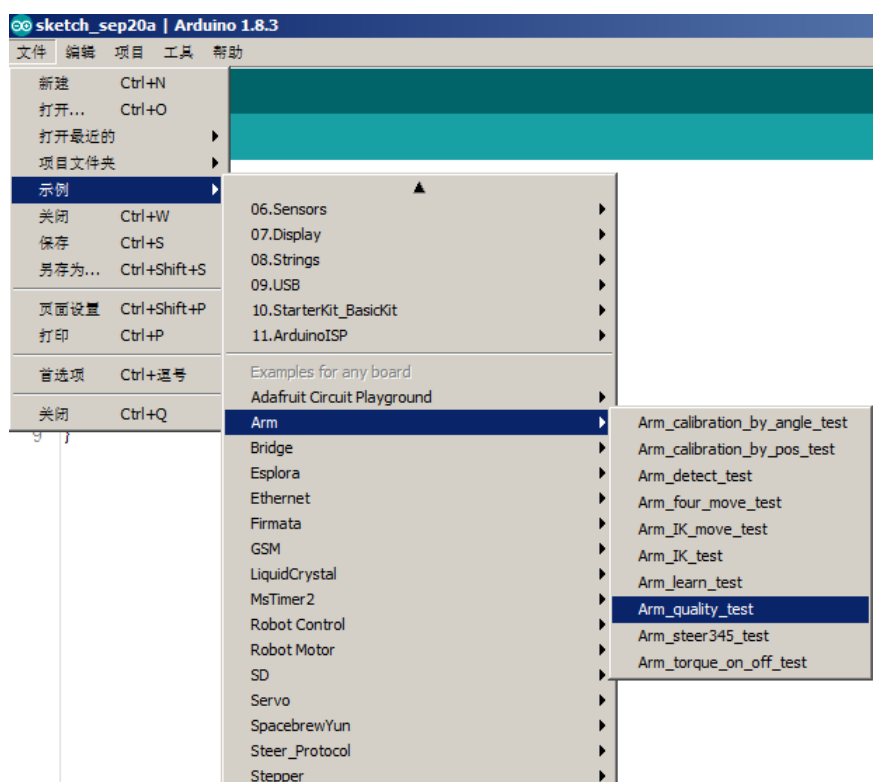 sketch_sep20a | Arduino 1.8.3
文件 编辑 项目 工具 帮助
新建 Ctrl+N
打开... Ctrl+O
打开最近的
项目文件夹
示例
关闭 Ctrl+W
保存 Ctrl+S
另存为... Ctrl+Shift+S
页面设置 Ctrl+Shift+P
打印 Ctrl+P
首选项 Ctrl+逗号
关闭 Ctrl+Q
9 }
06.Sensors
07.Display
08.Strings
09.USB
10.StarterKit_BasicKit
11.ArduinoISP
Examples for any board
Adafruit Circuit Playground
Arm
Bridge
Esplora
Ethernet
Firmata
GSM
LiquidCrystal
MsTimer2
Robot Control
Robot Motor
SD
Servo
SpacebrewYun
Steer_Protocol
Stepper
Arm_calibration_by_angle_test
Arm_calibration_by_pos_test
Arm_detect_test
Arm_four_move_test
Arm_IK_move_test
Arm_IK_test
Arm_learn_test
Arm_quality_test
Arm_steer345_test
Arm_torque_on_off_test